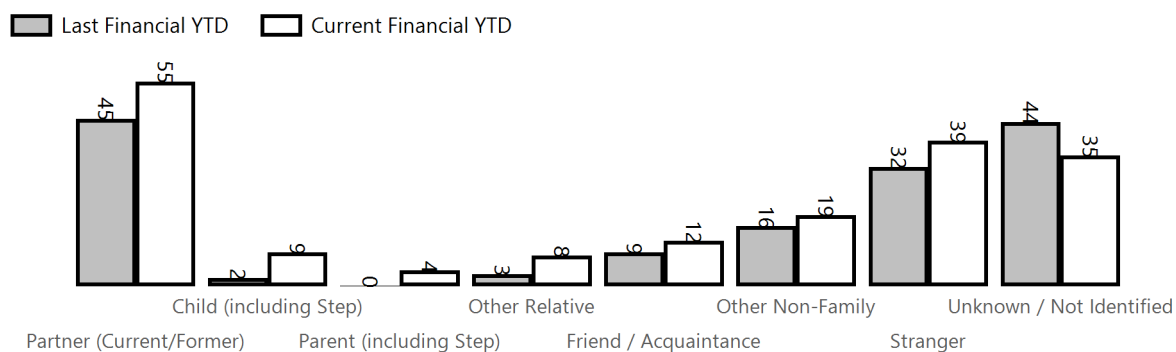 Last Financial YTD Current Financial YTD
45 55 2 9 0 4 3 8 9 12 16 19 32 39 44 35
Child (including Step) Other Relative Other Non-Family Unknown / Not Identified
Partner (Current/Former) Parent (including Step) Friend / Acquaintance Stranger